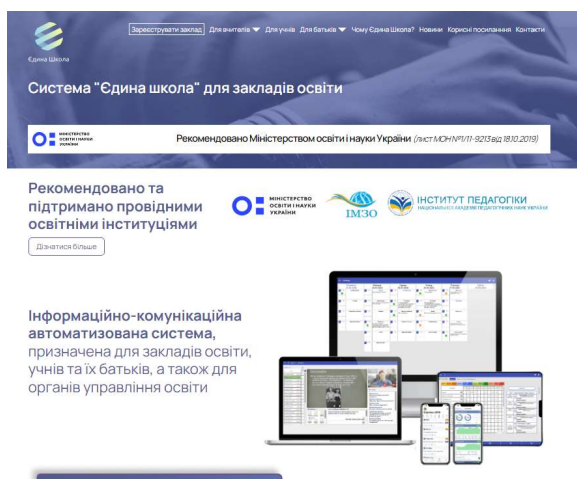 Зареєструвати заклад Для вчителів Для учнів Для батьків Чому Єдина Школа? Новини Корисні посилання Контакти
Єдина Школа
Система "Єдина школа" для закладів освіти
МІНІСТЕРСТВО
ОСВІТИ І НАУКИ
УКРАЇНИ
Рекомендовано Міністерством освіти і науки України (лист МОН №1/11-9213 від 18.10.2019)
Рекомендовано та
підтримано провідними
освітніми інституціями
МІНІСТЕРСТВО
ОСВІТИ І НАУКИ
УКРАЇНИ
ІМЗО
ІНСТИТУТ ПЕДАГОГІКИ
НАЦІОНАЛЬНОЇ АКАДЕМІЇ ПЕДАГОГІЧНИХ НАУК УКРАЇНИ
Дізнатися більше
Інформаційно-комунікаційна
автоматизована система,
призначена для закладів освіти,
учнів та їх батьків, а також для
органів управління освіти